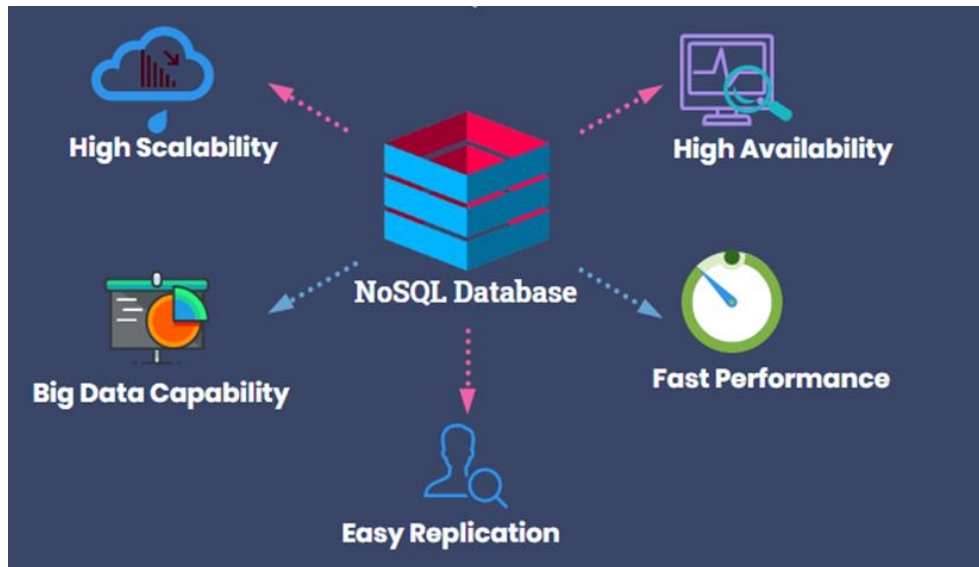 High Scalability
High Availability
NoSQL Database
Big Data Capability
Fast Performance
Easy Replication